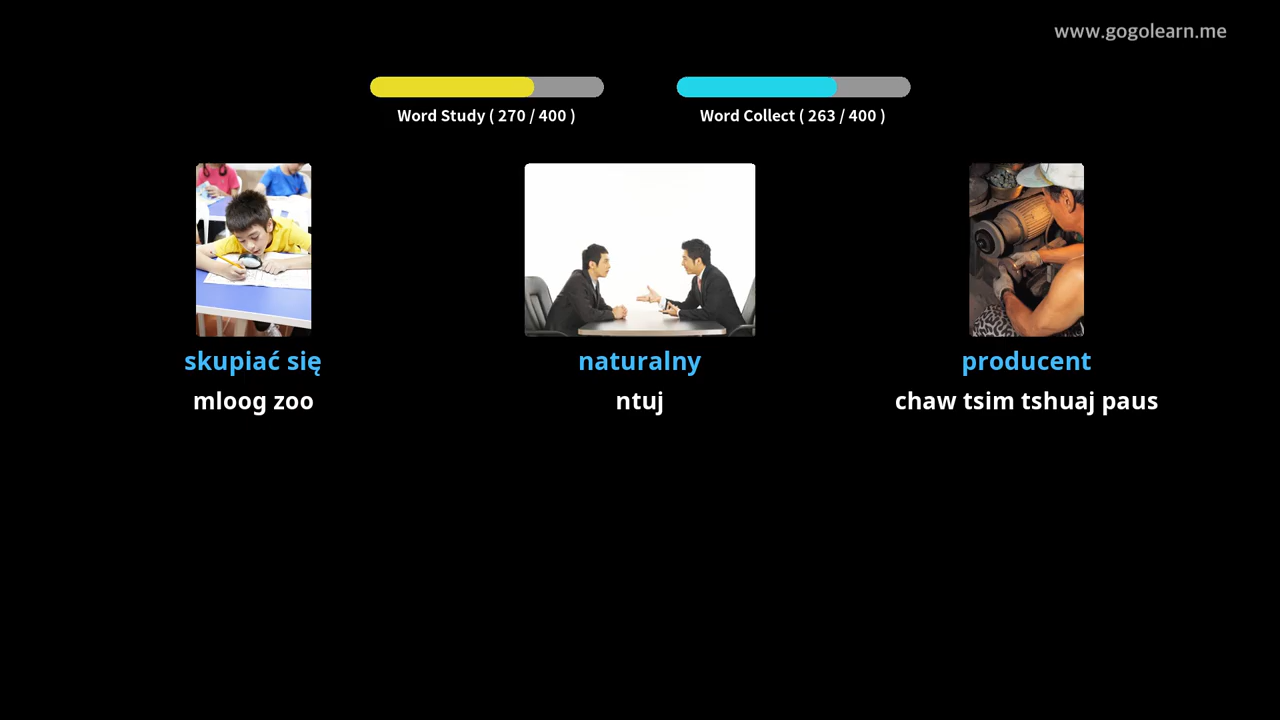 www.gogolearn.me
Word Study ( 270 / 400 )
Word Collect ( 263 / 400 )
skupiać się
naturalny
producent
mloog zoo
ntuj
chaw tsim tshuaj paus